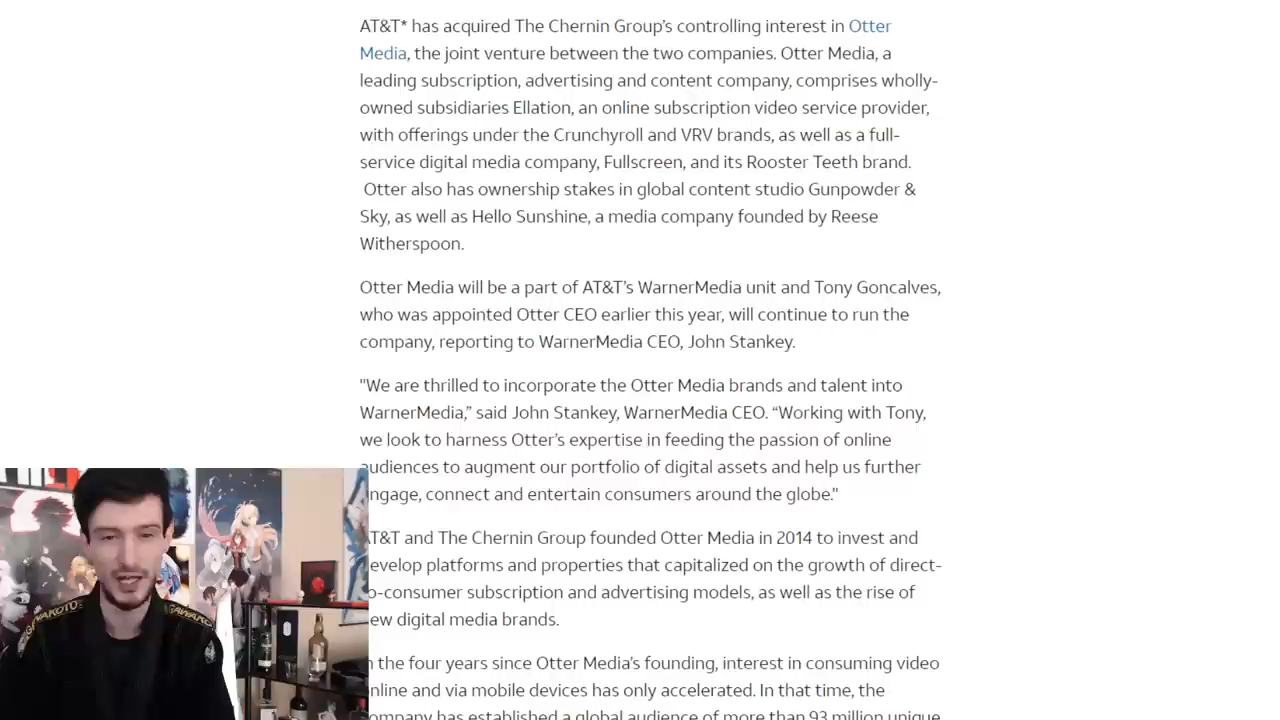 AT&T* has acquired The Chernin Group’s controlling interest in Otter
Media, the joint venture between the two companies. Otter Media, a
leading subscription, advertising and content company, comprises wholly-
owned subsidiaries Ellation, an online subscription video service provider,
with offerings under the Crunchyroll and VRV brands, as well as a full-
service digital media company, Fullscreen, and its Rooster Teeth brand.
Otter also has ownership stakes in global content studio Gunpowder &
Sky, as well as Hello Sunshine, a media company founded by Reese
Witherspoon.
Otter Media will be a part of AT&T’s WarnerMedia unit and Tony Goncalves,
who was appointed Otter CEO earlier this year, will continue to run the
company, reporting to WarnerMedia CEO, John Stankey.
"We are thrilled to incorporate the Otter Media brands and talent into
WarnerMedia,” said John Stankey, WarnerMedia CEO. “Working with Tony,
we look to harness Otter’s expertise in feeding the passion of online
audiences to augment our portfolio of digital assets and help us further
engage, connect and entertain consumers around the globe."
AT&T and The Chernin Group founded Otter Media in 2014 to invest and
develop platforms and properties that capitalized on the growth of direct-
to-consumer subscription and advertising models, as well as the rise of
new digital media brands.
In the four years since Otter Media’s founding, interest in consuming video
online and via mobile devices has only accelerated. In that time, the
company has established a global audience of more than 93 million unique